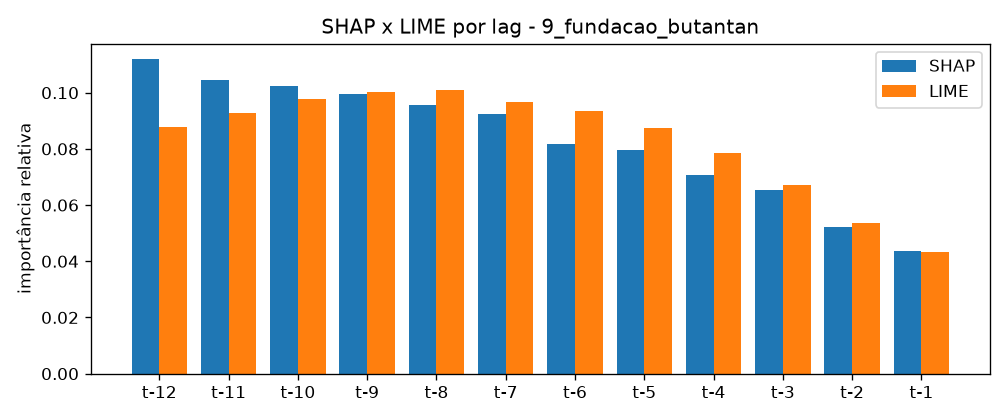 SHAP x LIME por lag - 9_fundacao_butantan
SHAP
LIME
importância relativa
0.10
0.08
0.06
0.04
0.02
0.00
t-12 t-11 t-10 t-9 t-8 t-7 t-6 t-5 t-4 t-3 t-2 t-1